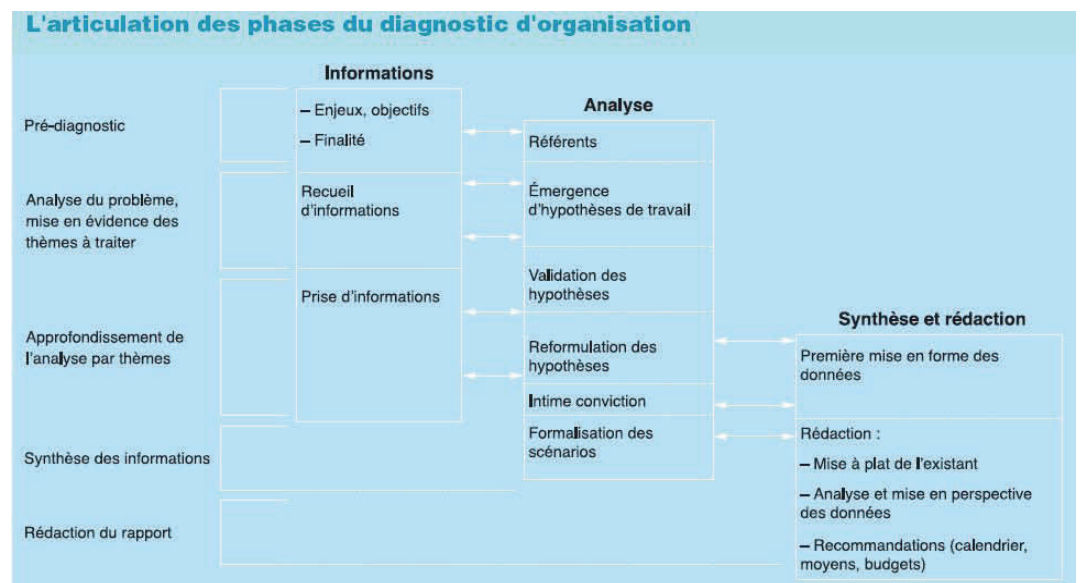 L'articulation des phases du diagnostic d'organisation
Informations
Analyse
Synthèse et rédaction
Pré-diagnostic
– Enjeux, objectifs
– Finalité
Référents
Analyse du problème,
mise en évidence des
thèmes à traiter
Recueil
d'informations
Émergence
d'hypothèses de travail
Approfondissement de
l'analyse par thèmes
Prise d'informations
Validation des
hypothèses
Reformulation des
hypothèses
Intime conviction
Première mise en forme des
données
Synthèse des informations
Formalisation des
scénarios
Rédaction du rapport
Rédaction :
– Mise à plat de l'existant
– Analyse et mise en perspective
des données
– Recommandations (calendrier,
moyens, budgets)